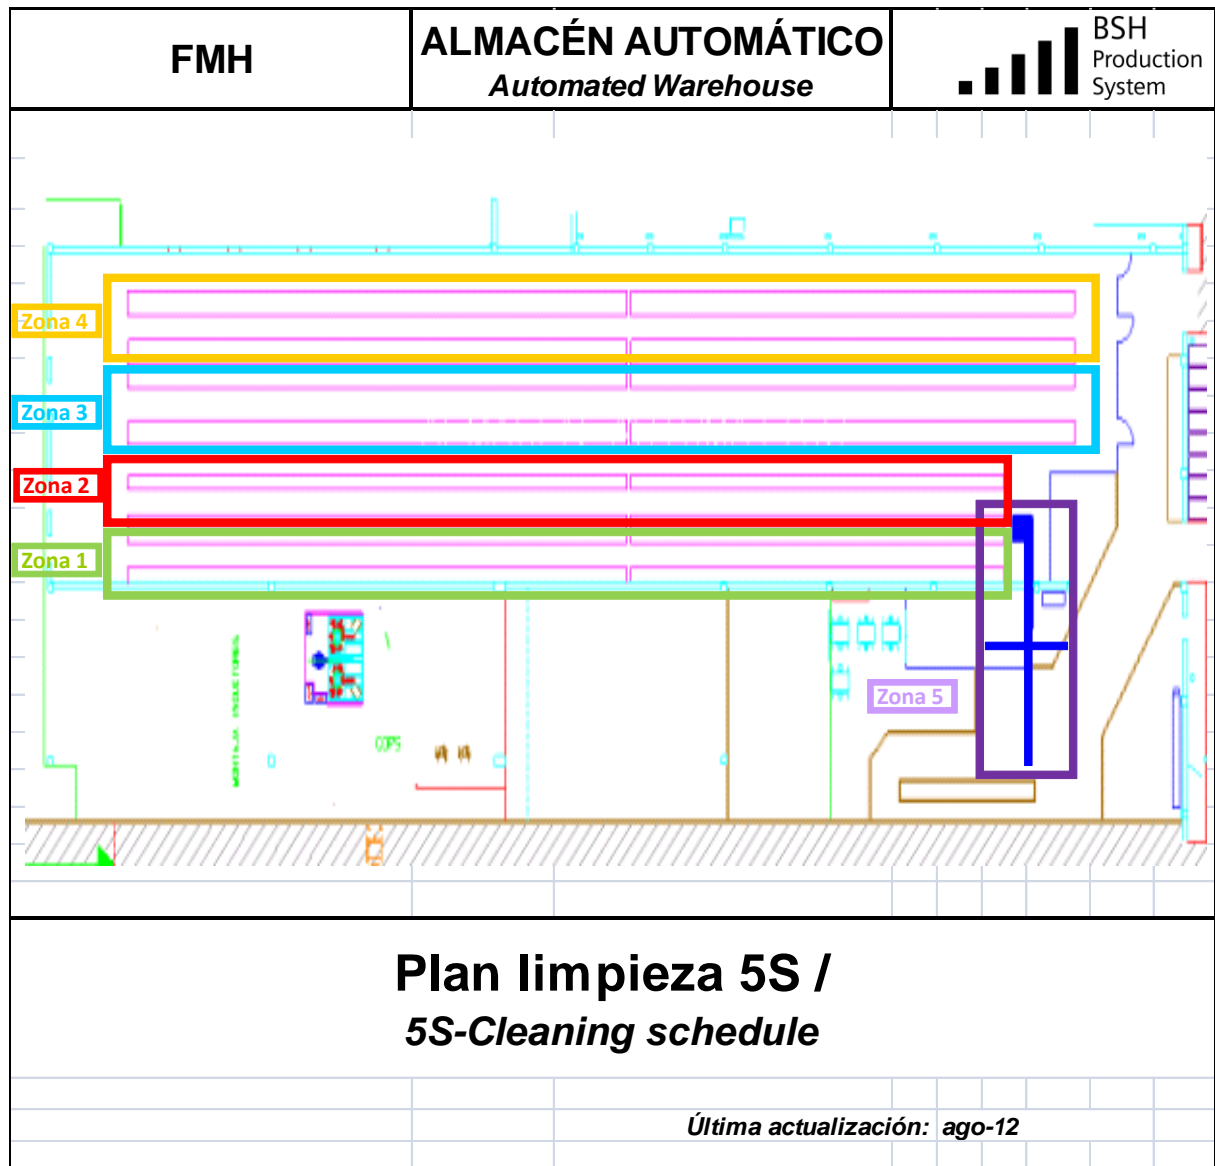 FMH
ALMACÉN AUTOMÁTICO
Automated Warehouse
BSH
Production
System
Zona 4
Zona 3
Zona 2
Zona 1
Zona 5
COPS
Plan limpieza 5S /
5S-Cleaning schedule
Última actualización: ago-12